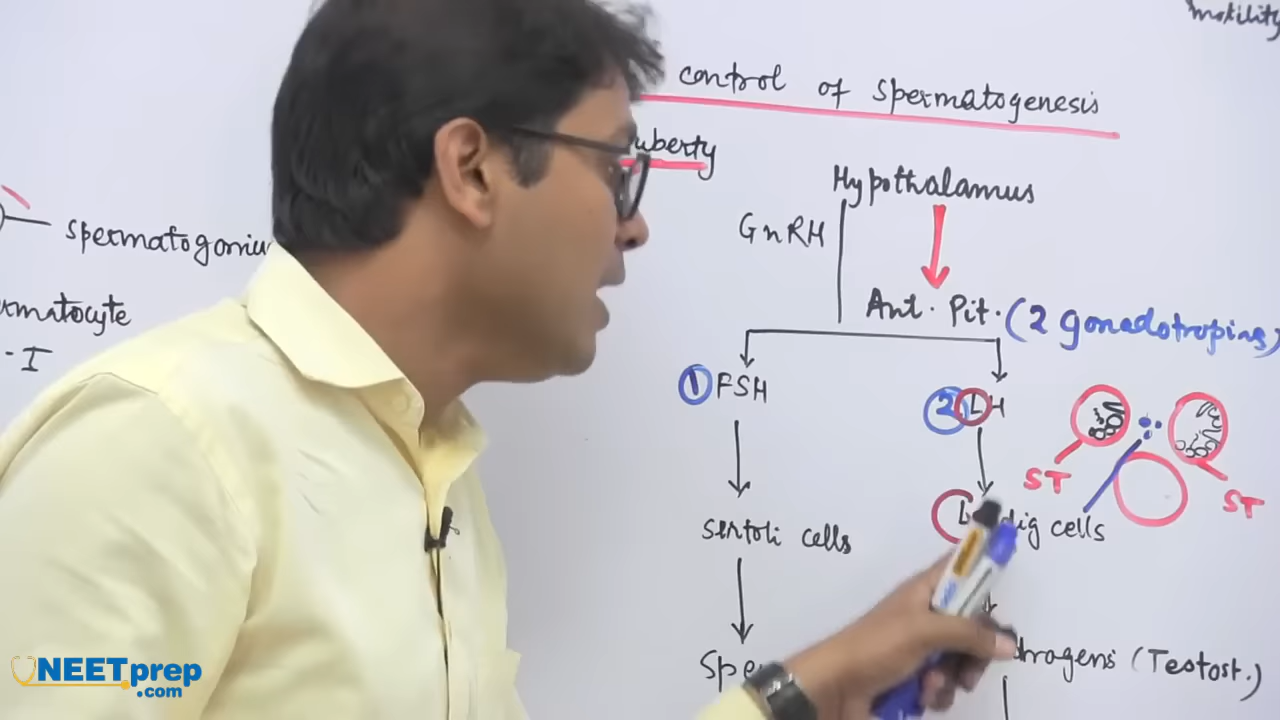 motility
control of spermatogenesis
uberty
Hypothalamus
GnRH
spermatogoniu
Ant. Pit. (2 Gonadotropins)
rmatocyte
- I
1 FSH
2 LH
ST
ST
L dig cells
Sertoli cells
Spe
drogens (Testost.)
NEETprep
.com